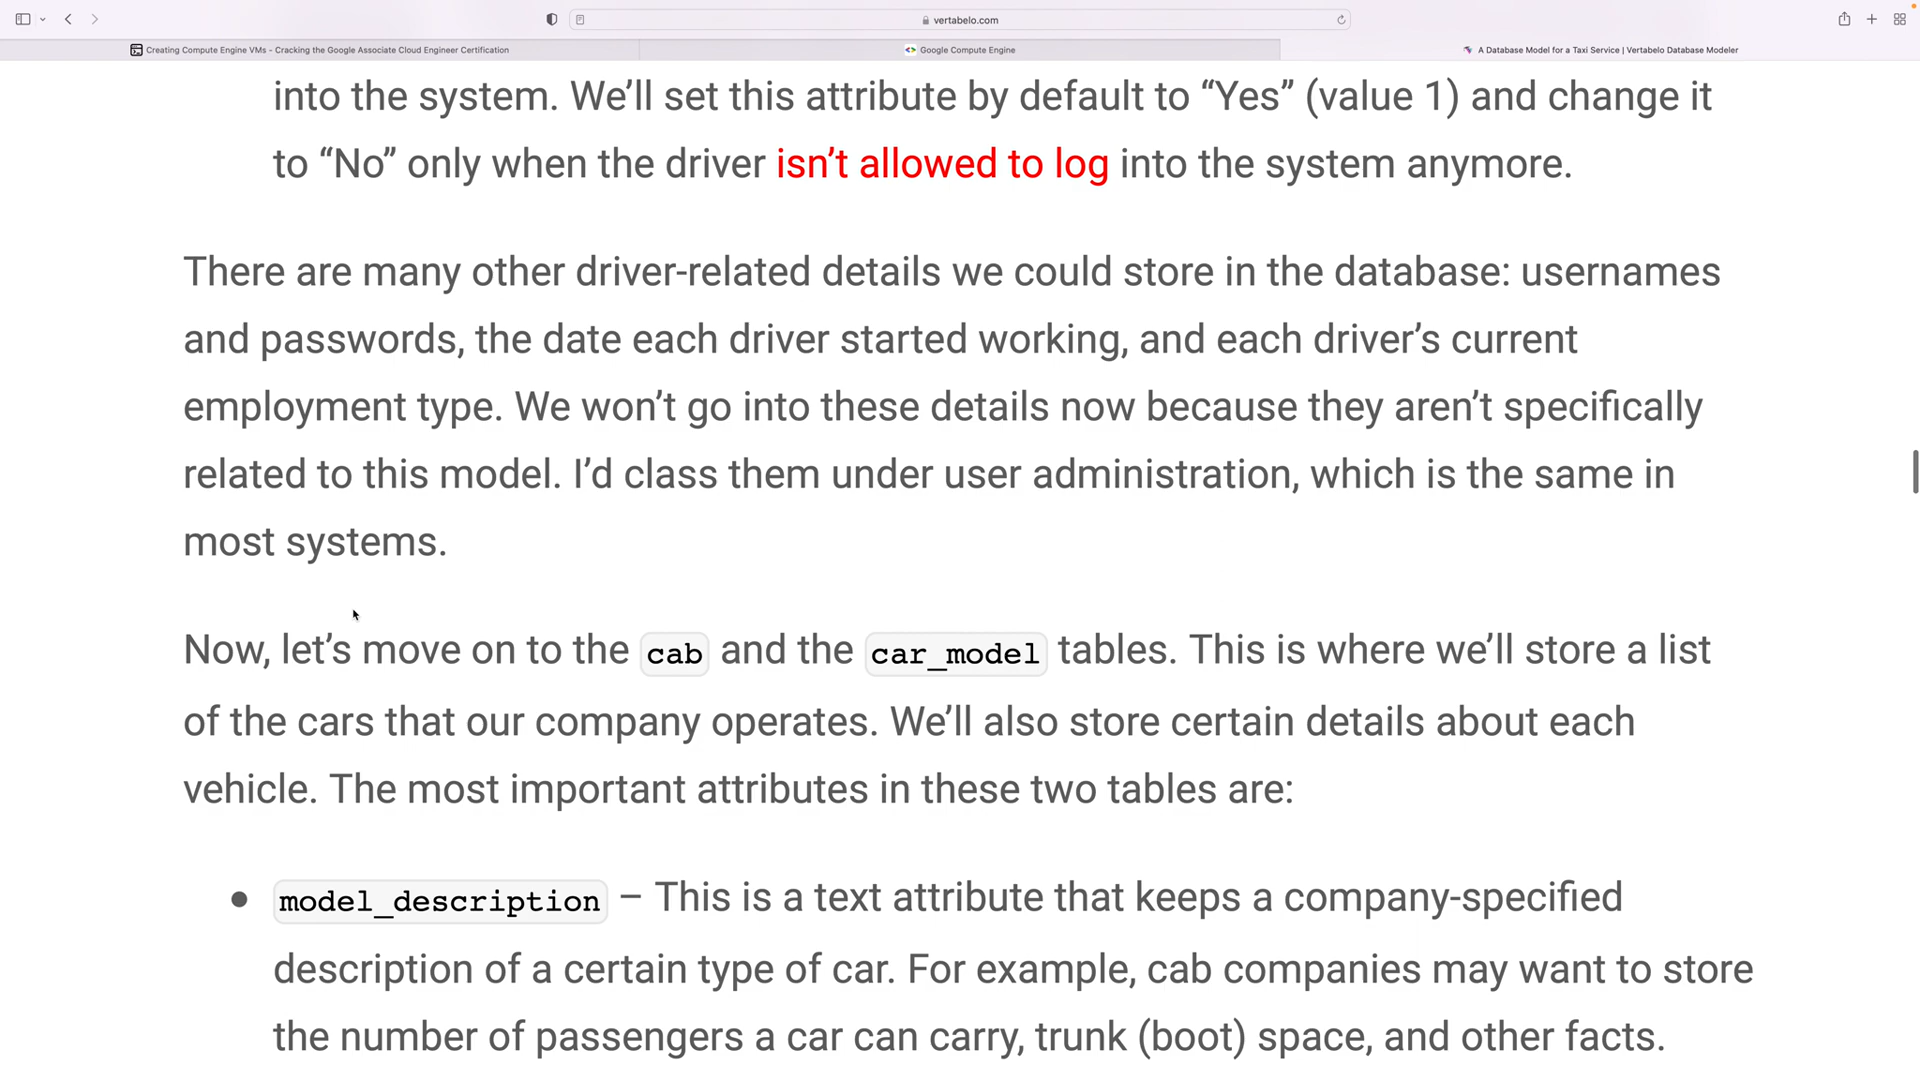 vertabelo.com
Creating Compute Engine VMs - Cracking the Google Associate Cloud Engineer Certification
Google Compute Engine
A Database Model for a Taxi Service | Vertabelo Database Modeler
into the system. We’ll set this attribute by default to “Yes” (value 1) and change it
to “No” only when the driver isn’t allowed to log into the system anymore.
There are many other driver-related details we could store in the database: usernames
and passwords, the date each driver started working, and each driver’s current
employment type. We won’t go into these details now because they aren’t specifically
related to this model. I’d class them under user administration, which is the same in
most systems.
Now, let’s move on to the cab and the car_model tables. This is where we’ll store a list
of the cars that our company operates. We’ll also store certain details about each
vehicle. The most important attributes in these two tables are:
● model_description – This is a text attribute that keeps a company-specified
description of a certain type of car. For example, cab companies may want to store
the number of passengers a car can carry, trunk (boot) space, and other facts.